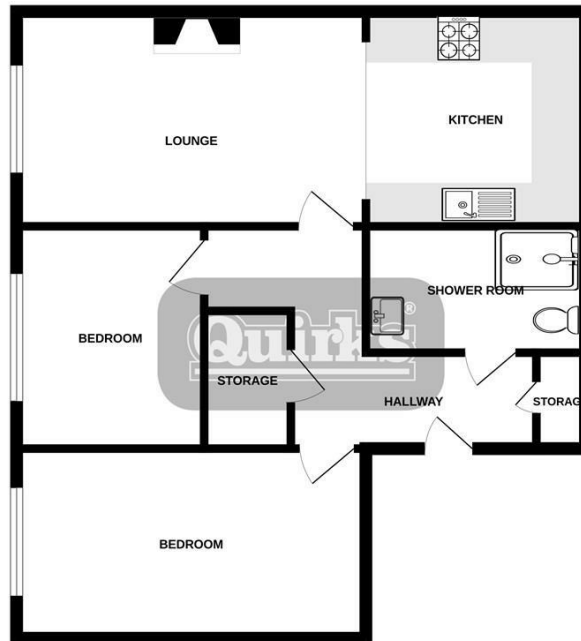 LOUNGE
KITCHEN
SHOWER ROOM
BEDROOM
Quirks®
STORAGE
HALLWAY
STORAG
BEDROOM